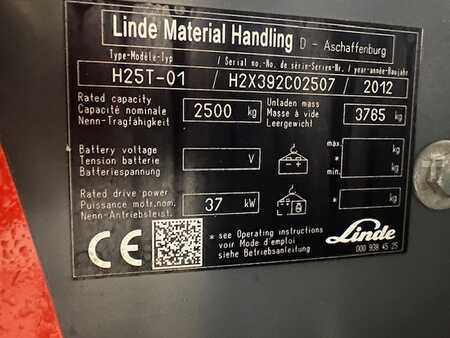 Linde Material Handling D - Aschaffenburg
Type-Modèle-Typ / Serial no.-No. de série-Serien-Nr. / year-année-Baujahr
H25T-01 / H2X392C02507 / 2012
Rated capacity
Capacité nominale
Nenn-Tragfähigkeit
2500 kg
Unladen mass
Masse à vide
Leergewicht
3765 kg
Battery voltage
Tension batterie
Batteriespannung
V
max. kg
*
min. kg
Rated drive power
Puissance motr.nom.
Nenn-Antriebsleist.
37 kW
L
* kg
CE
* see Operating instructions
voir Mode d'emploi
siehe Betriebsanleitung
Linde
000 938 45 25